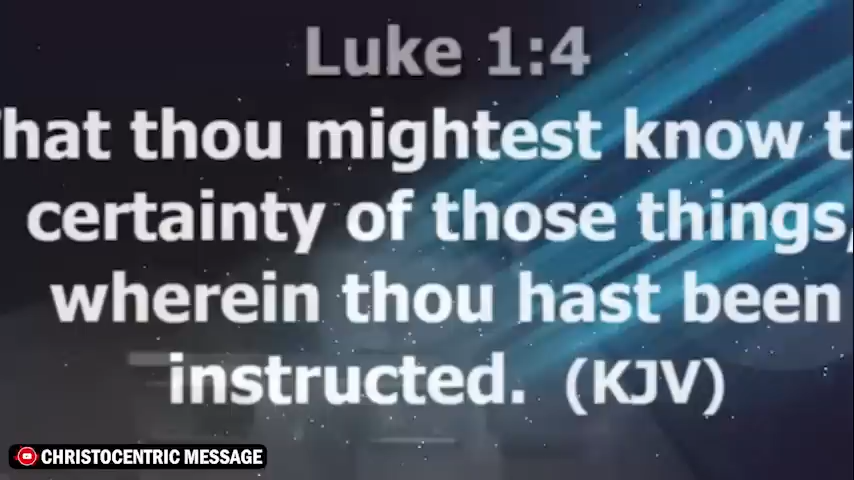 Luke 1:4
hat thou mightest know t
certainty of those things,
wherein thou hast been
instructed. (KJV)
CHRISTOCENTRIC MESSAGE